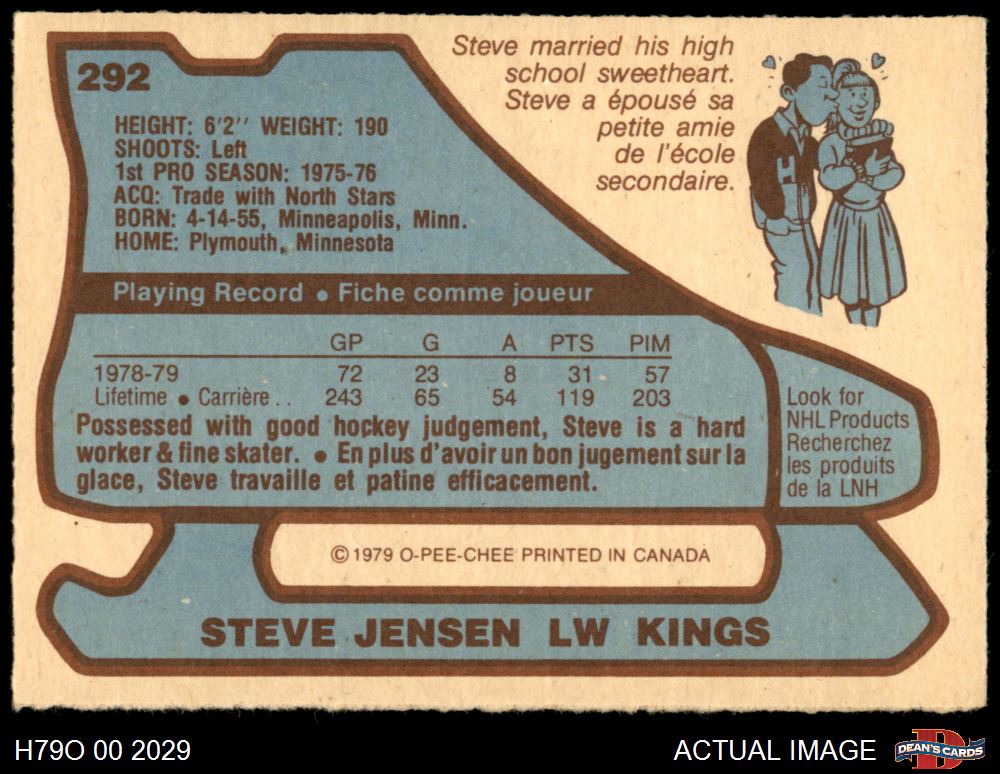 292
HEIGHT: 6'2'' WEIGHT: 190
SHOOTS: Left
1st PRO SEASON: 1975-76
ACQ: Trade with North Stars
BORN: 4-14-55, Minneapolis, Minn.
HOME: Plymouth, Minnesota
Steve married his high
school sweetheart.
Steve a épousé sa
petite amie
de l'école
secondaire.
H
Playing Record ● Fiche comme joueur
GP G A PTS PIM
1978-79 72 23 8 31 57
Lifetime ● Carrière . . 243 65 54 119 203
Possessed with good hockey judgement, Steve is a hard
worker & fine skater. ● En plus d'avoir un bon jugement sur la
glace, Steve travaille et patine efficacement.
Look for
NHL Products
Recherchez
les produits
de la LNH
© 1979 O-PEE-CHEE PRINTED IN CANADA
STEVE JENSEN LW KINGS
H79O 00 2029
ACTUAL IMAGE
D
DEAN'S CARDS